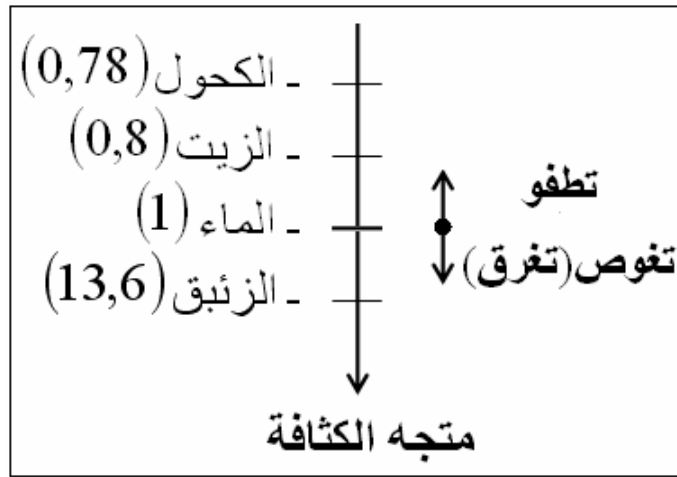 - الكحول (0,78)
- الزيت (0,8)
- الماء (1)
- الزئبق (13,6)
تطفو
تغوص (تغرق)
متجه الكثافة